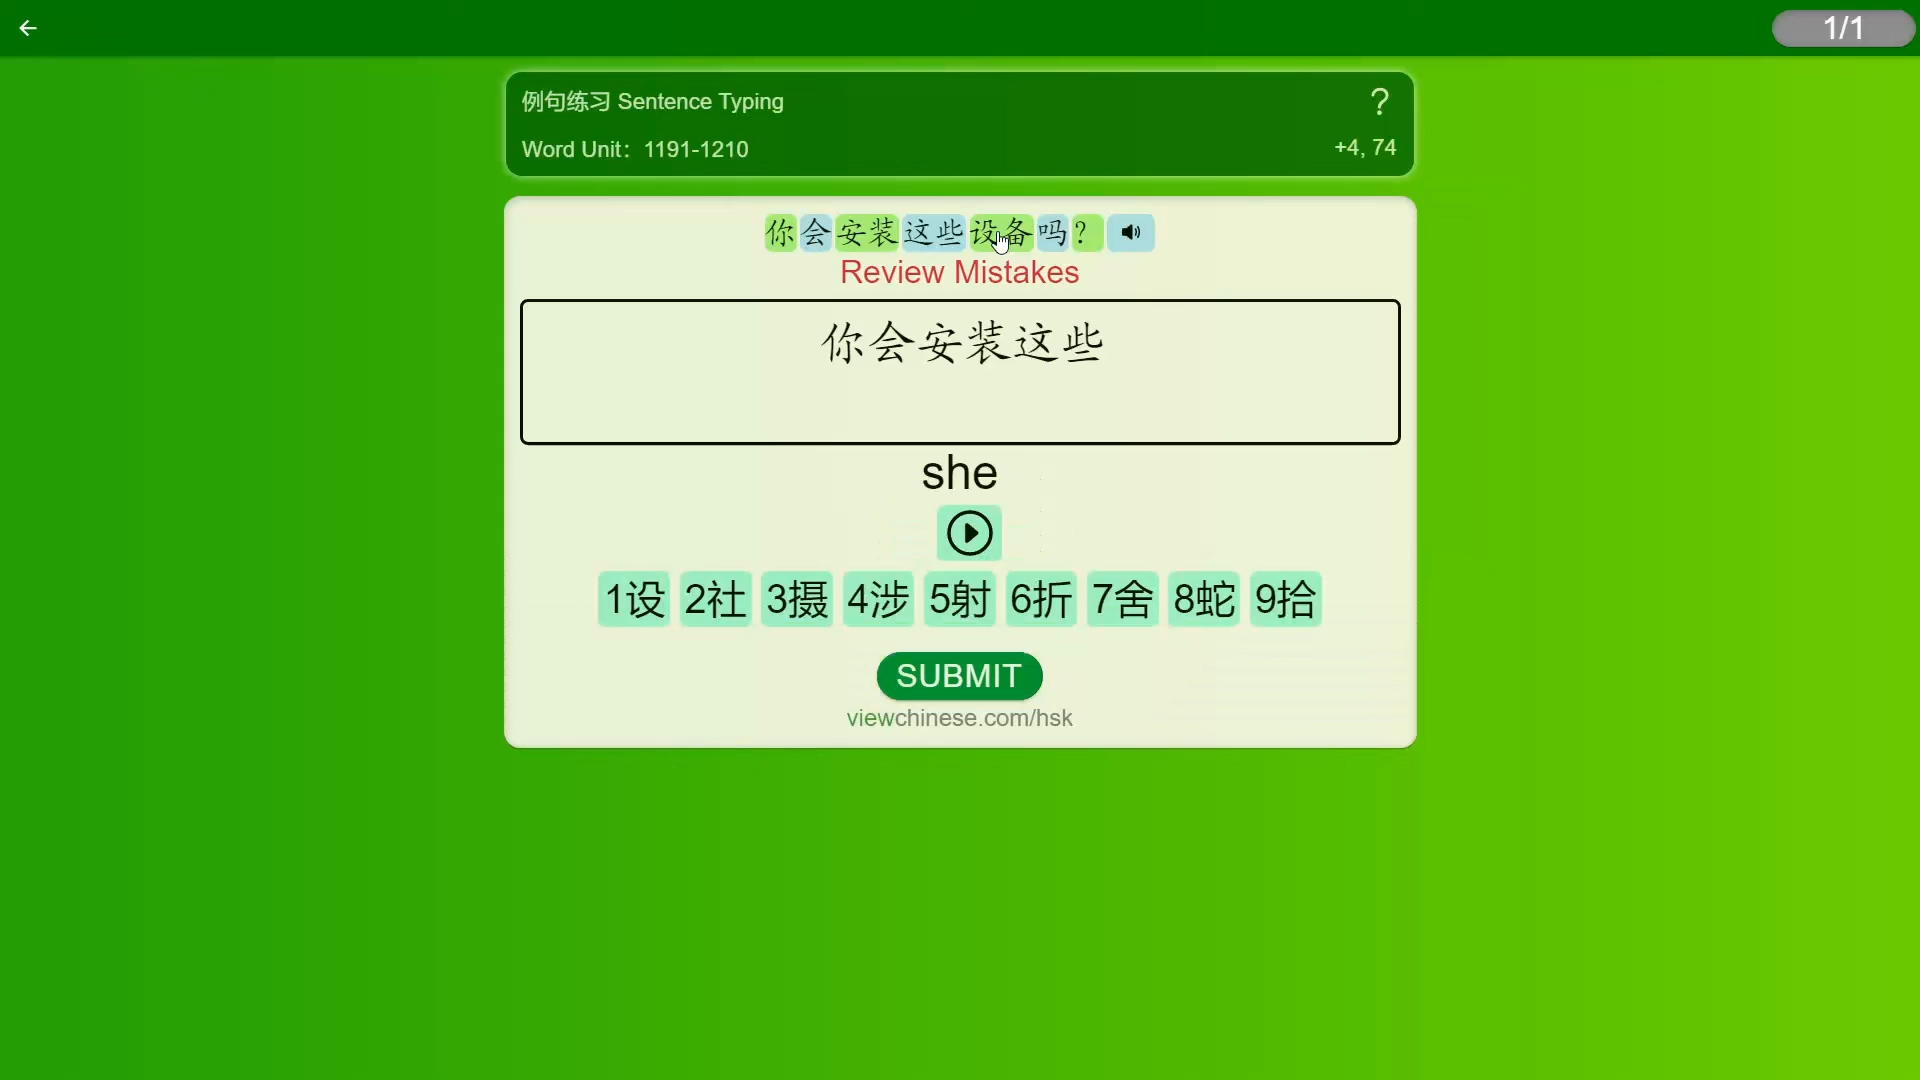 1/1
例句练习 Sentence Typing
?
Word Unit：1191-1210
+4, 74
你会安装这些设备吗？
Review Mistakes
你会安装这些
she
1设 2社 3摄 4涉 5射 6折 7舍 8蛇 9拾
SUBMIT
viewchinese.com/hsk